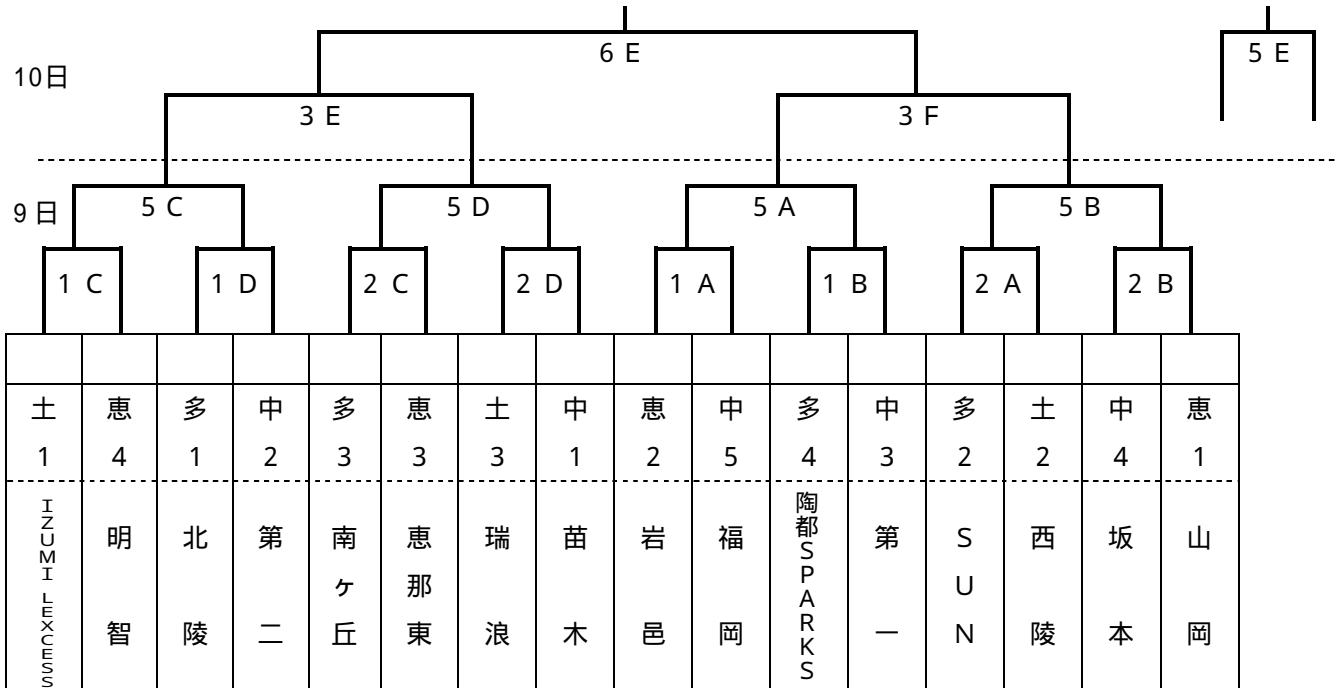 6 E
5 E
10日
3 E
3 F
9 日
5 C
5 D
5 A
5 B
1 C
1 D
2 C
2 D
1 A
1 B
2 A
2 B
土 恵 多 中 多 恵 土 中 恵 中 多 中 多 土 中 恵
1 4 1 2 3 3 3 1 2 5 4 3 2 2 4 1
IZUMI LEXCESS
明智
北陵
第二
南ヶ丘
恵那東
瑞浪
苗木
岩邑
福岡
陶都SPARKS
第一
SUN
西陵
坂本
山岡